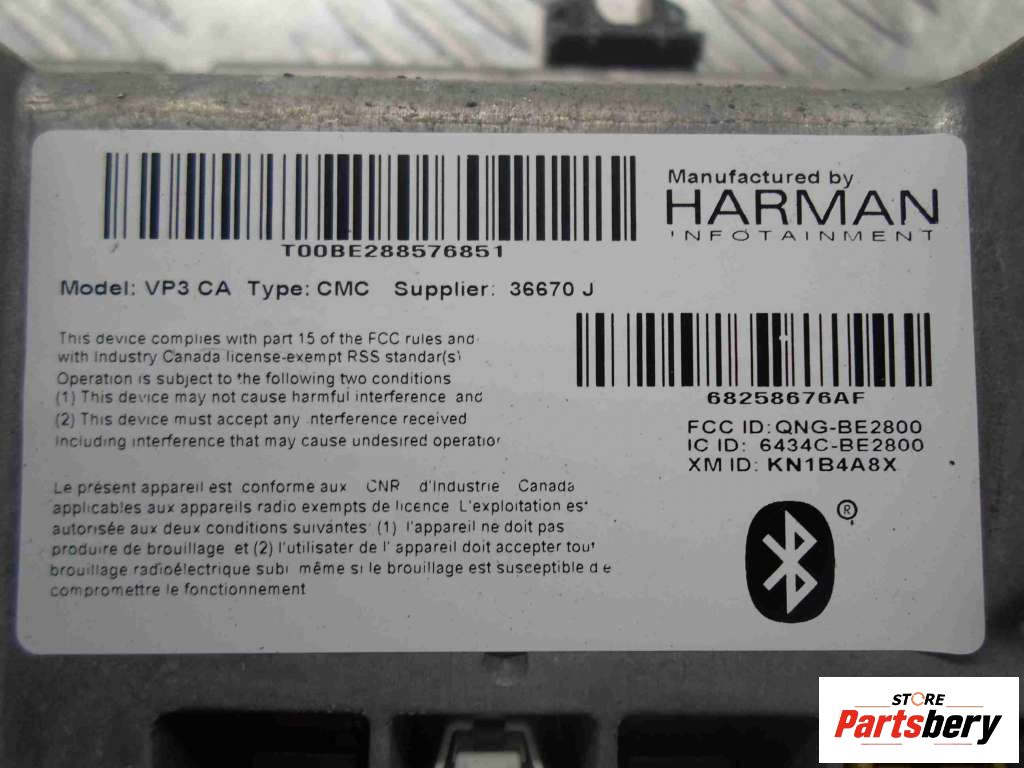 T00BE288576851
Manufactured by
HARMAN
INFOTAINMENT
Model: VP3 CA Type: CMC Supplier: 36670 J
This device complies with part 15 of the FCC rules and
with Industry Canada license-exempt RSS standar(s)
Operation is subject to the following two conditions
(1) This device may not cause harmful interference and
(2) This device must accept any interference received
including interference that may cause undesired operation
68258676AF
FCC ID: QNG-BE2800
IC ID: 6434C-BE2800
XM ID: KN1B4A8X
Le présent appareil est conforme aux CNR d'Industrie Canada
applicables aux appareils radio exempts de licence. L'exploitation est
autorisée aux deux conditions suivantes: (1) l'appareil ne doit pas
produire de brouillage et (2) l'utilisater de l' appareil doit accepter tout
brouillage radioélectrique subi même si le brouillage est susceptible de
compromettre le fonctionnement
®
STORE
Partsbery